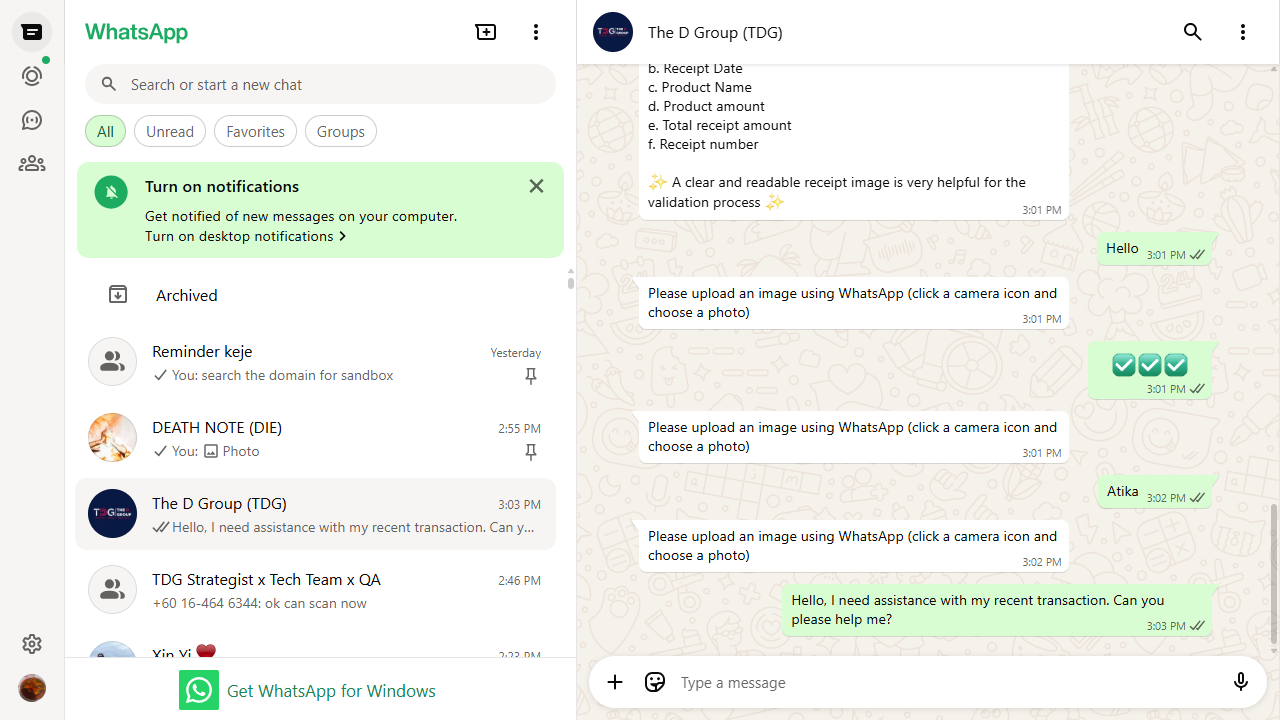 WhatsApp
Search or start a new chat
All
Unread
Favorites
Groups
Turn on notifications
Get notified of new messages on your computer.
Turn on desktop notifications
Archived
Reminder keje
Yesterday
You: search the domain for sandbox
DEATH NOTE (DIE)
2:55 PM
You: Photo
The D Group (TDG)
3:03 PM
Hello, I need assistance with my recent transaction. Can y...
TDG Strategist x Tech Team x QA
2:46 PM
+60 16-464 6344: ok can scan now
Xin Yi ❤️
2:23 PM
Get WhatsApp for Windows
TDG THE D GROUP
The D Group (TDG)
b. Receipt Date
c. Product Name
d. Product amount
e. Total receipt amount
f. Receipt number
✨ A clear and readable receipt image is very helpful for the
validation process ✨
3:01 PM
Hello
3:01 PM
Please upload an image using WhatsApp (click a camera icon and
choose a photo)
3:01 PM
✅✅✅
3:01 PM
Please upload an image using WhatsApp (click a camera icon and
choose a photo)
3:01 PM
Atika
3:02 PM
Please upload an image using WhatsApp (click a camera icon and
choose a photo)
3:02 PM
Hello, I need assistance with my recent transaction. Can you
please help me?
3:03 PM
Type a message